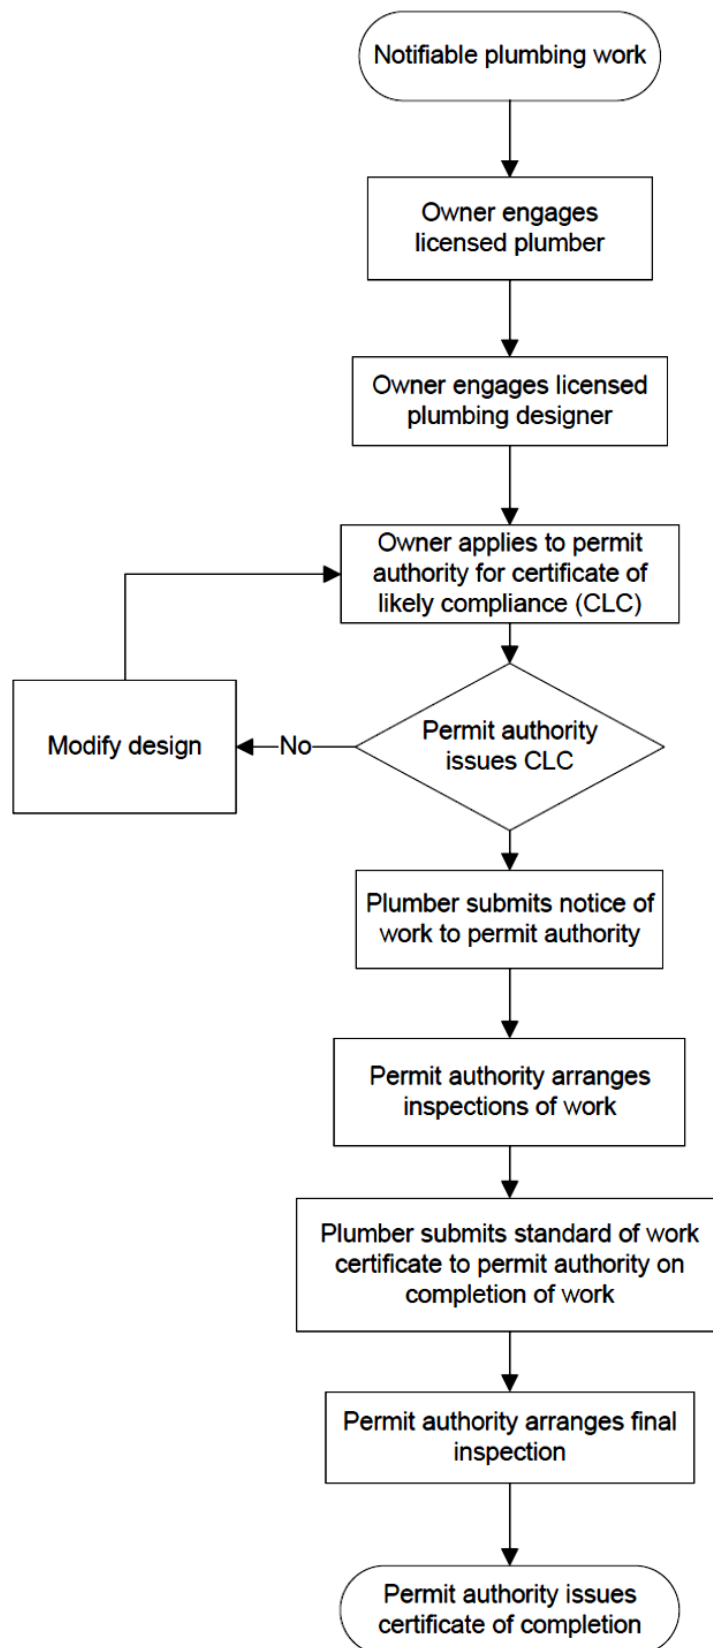 Notifiable plumbing work
Owner engages
licensed plumber
Owner engages licensed
plumbing designer
Owner applies to permit
authority for certificate of
likely compliance (CLC)
Modify design
No
Permit authority
issues CLC
Plumber submits notice of
work to permit authority
Permit authority arranges
inspections of work
Plumber submits standard of work
certificate to permit authority on
completion of work
Permit authority arranges final
inspection
Permit authority issues
certificate of completion